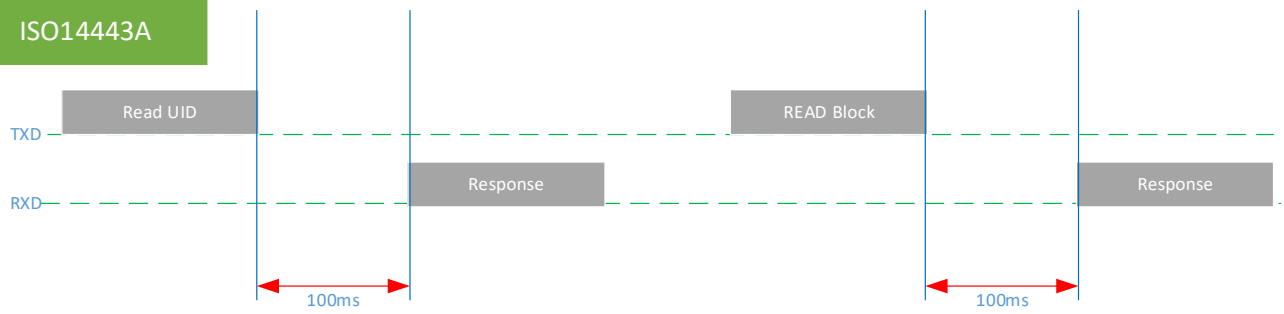 ISO14443A
Read UID
READ Block
TXD
Response
Response
RXD
100ms
100ms